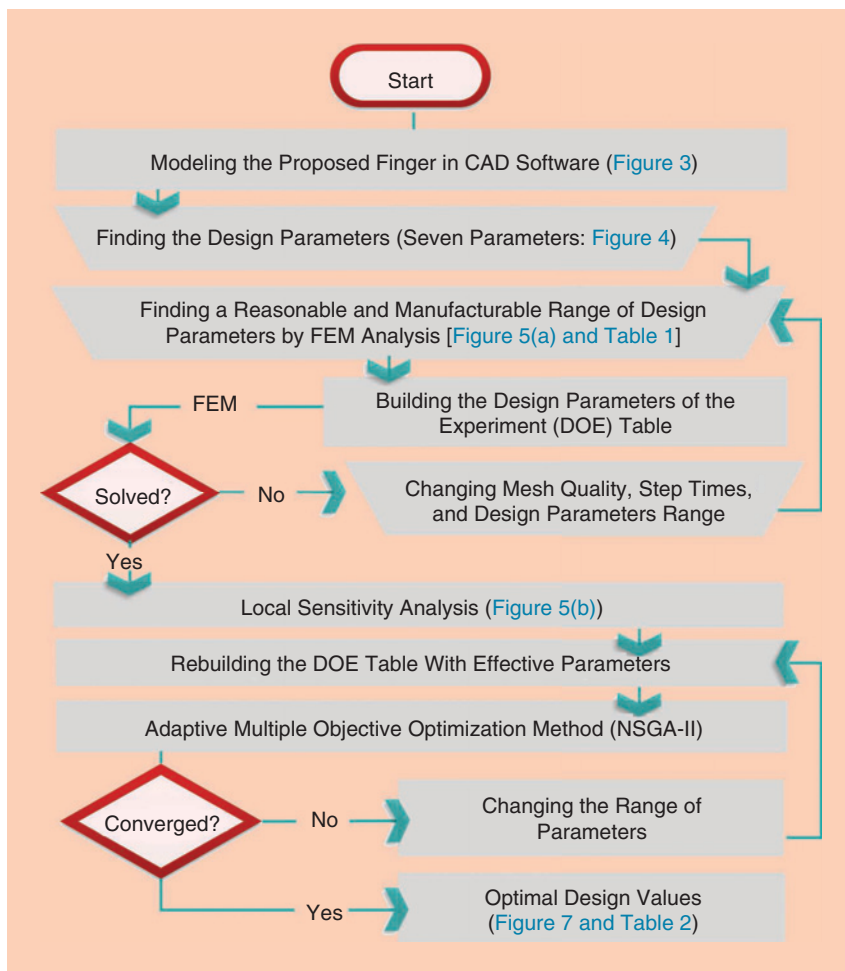 Start
Modeling the Proposed Finger in CAD Software (Figure 3)
Finding the Design Parameters (Seven Parameters: Figure 4)
Finding a Reasonable and Manufacturable Range of Design
Parameters by FEM Analysis [Figure 5(a) and Table 1]
FEM
Building the Design Parameters of the
Experiment (DOE) Table
Solved?
No
Changing Mesh Quality, Step Times,
and Design Parameters Range
Yes
Local Sensitivity Analysis (Figure 5(b))
Rebuilding the DOE Table With Effective Parameters
Adaptive Multiple Objective Optimization Method (NSGA-II)
Converged?
No
Changing the Range of
Parameters
Yes
Optimal Design Values
(Figure 7 and Table 2)